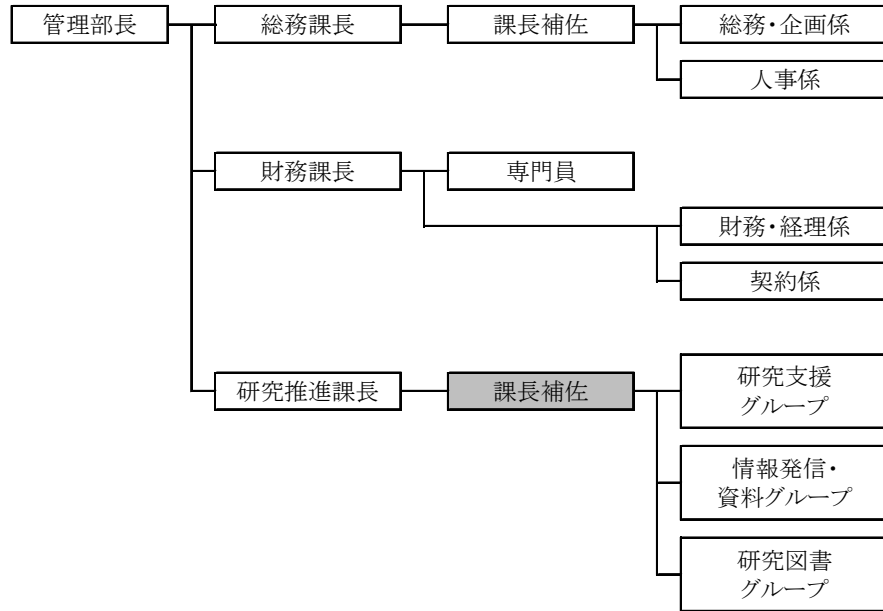 管理部長
総務課長
課長補佐
総務・企画係
人事係
財務課長
専門員
財務・経理係
契約係
研究推進課長
課長補佐
研究支援
グループ
情報発信・
資料グループ
研究図書
グループ